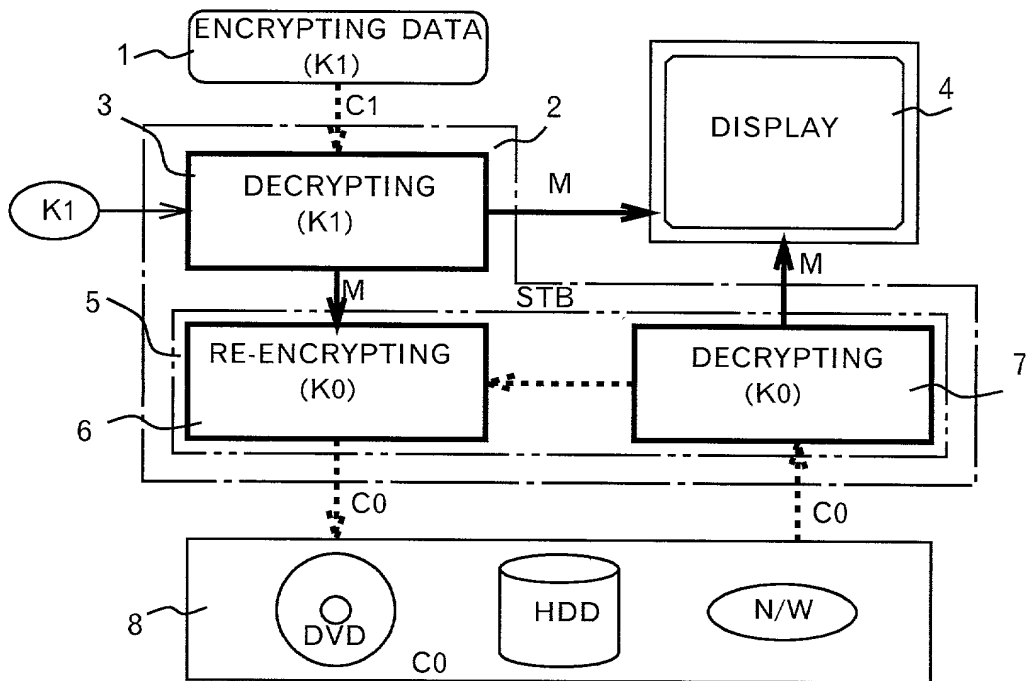 ENCRYPTING DATA
(K1)
1
C1
2
3
4
DISPLAY
DECRYPTING
(K1)
K1
M
M
M
STB
5
RE-ENCRYPTING
(K0)
6
DECRYPTING
(K0)
7
C0
C0
8
DVD
HDD
N/W
C0